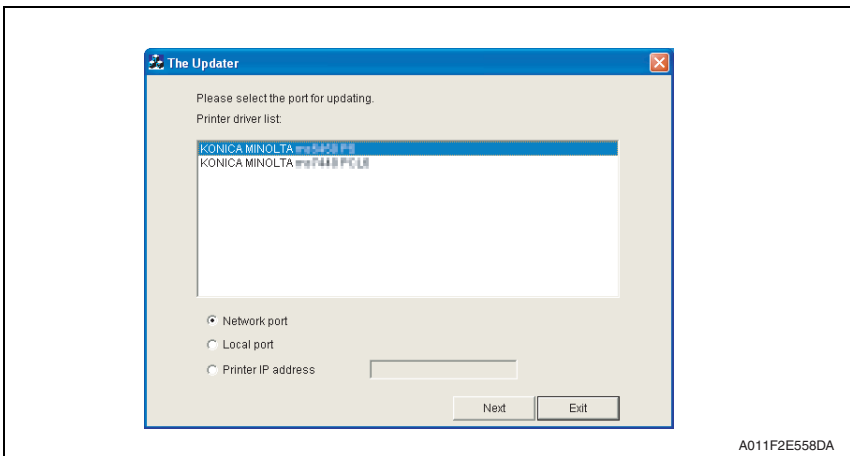 The Updater
Please select the port for updating.
Printer driver list:
KONICA MINOLTA
KONICA MINOLTA
Network port
Local port
Printer IP address
Next
Exit
A011F2E558DA